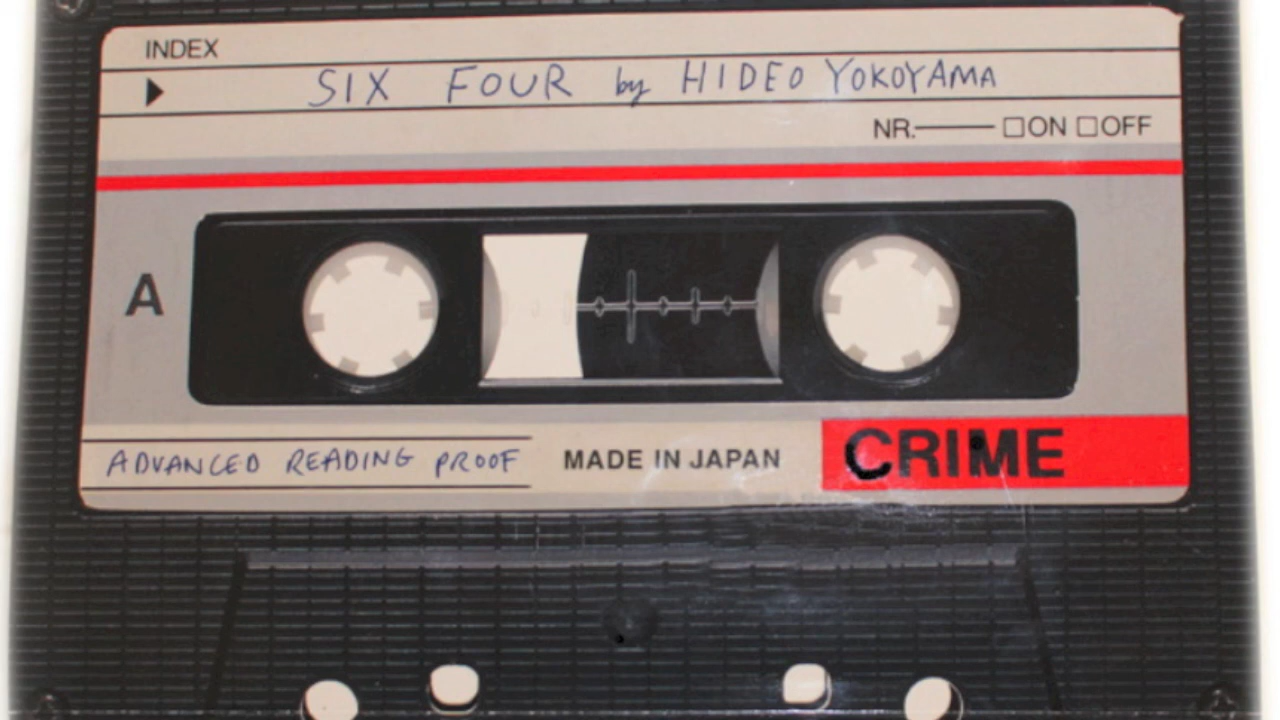 INDEX
SIX FOUR by HIDEO YOKOYAMA
NR. ☐ON ☐OFF
A
ADVANCED READING PROOF
MADE IN JAPAN
CRIME